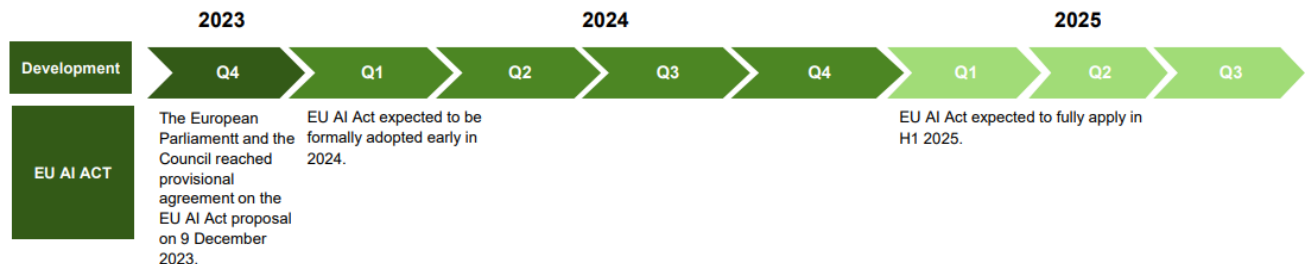 2023
2024
2025
Development
Q4
Q1
Q2
Q3
Q4
Q1
Q2
Q3
EU AI ACT
The European
Parliamentt and the
Council reached
provisional
agreement on the
EU AI Act proposal
on 9 December
2023.
EU AI Act expected to be
formally adopted early in
2024.
EU AI Act expected to fully apply in
H1 2025.